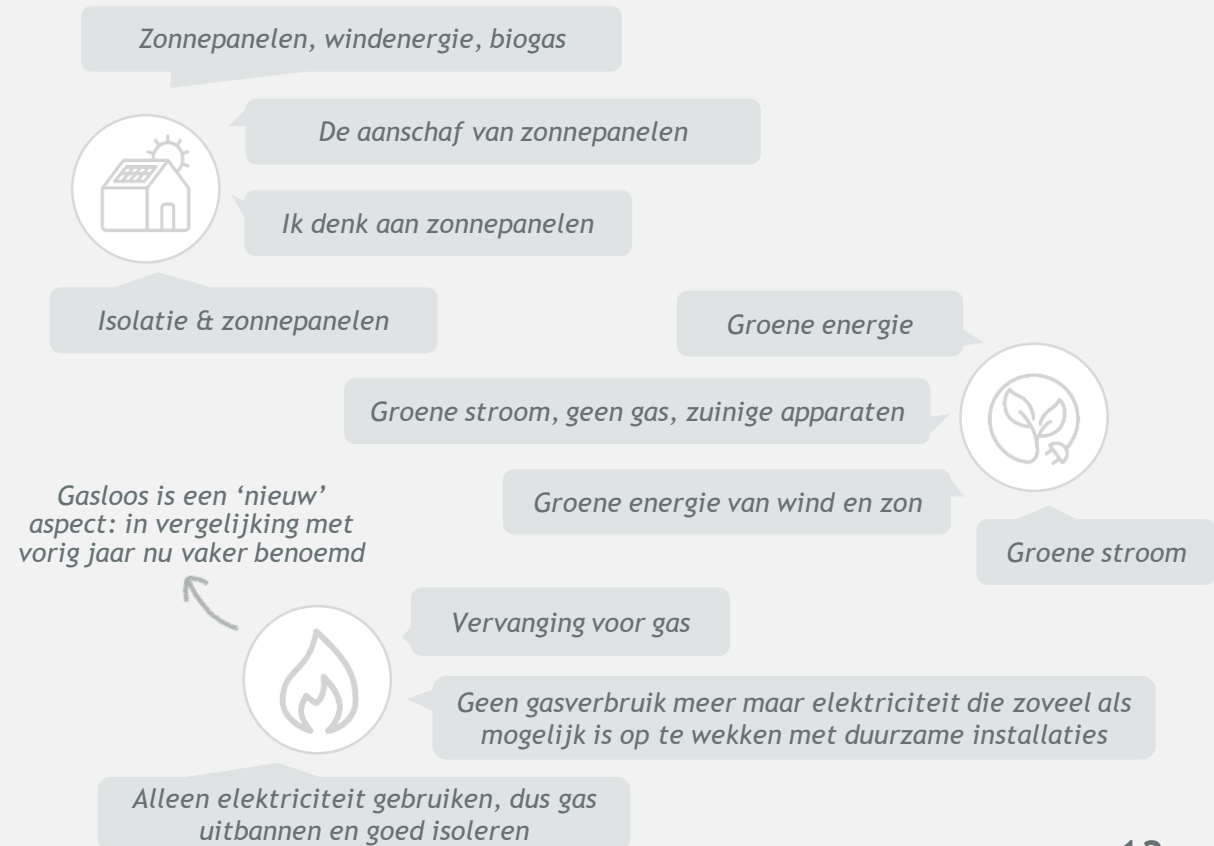 Zonnepanelen, windenergie, biogas
De aanschaf van zonnepanelen
Ik denk aan zonnepanelen
Isolatie & zonnepanelen
Groene energie
Groene stroom, geen gas, zuinige apparaten
Groene energie van wind en zon
Groene stroom
Gasloos is een ‘nieuw’
aspect: in vergelijking met
vorig jaar nu vaker benoemd
Vervanging voor gas
Geen gasverbruik meer maar elektriciteit die zoveel als
mogelijk is op te wekken met duurzame installaties
Alleen elektriciteit gebruiken, dus gas
uitbannen en goed isoleren